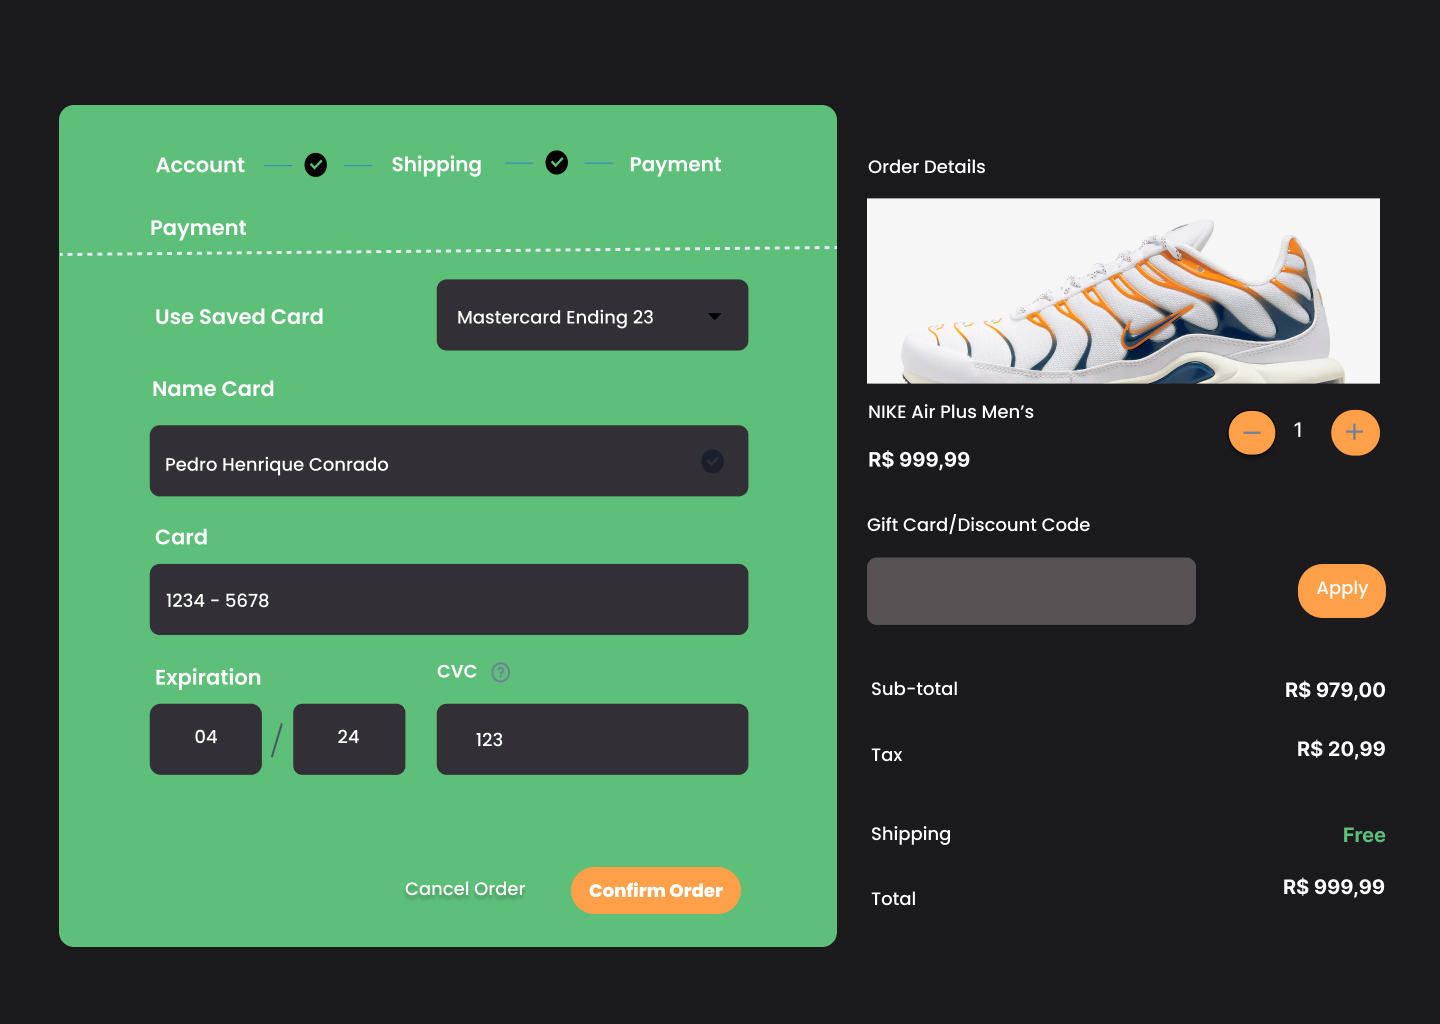 Account
Shipping
Payment
Payment
Use Saved Card
Mastercard Ending 23
Name Card
Pedro Henrique Conrado
Card
1234 - 5678
Expiration
CVC ?
04 / 24
123
Cancel Order
Confirm Order
Order Details
NIKE Air Plus Men’s
1
R$ 999,99
Gift Card/Discount Code
Apply
Sub-total
R$ 979,00
Tax
R$ 20,99
Shipping
Free
Total
R$ 999,99